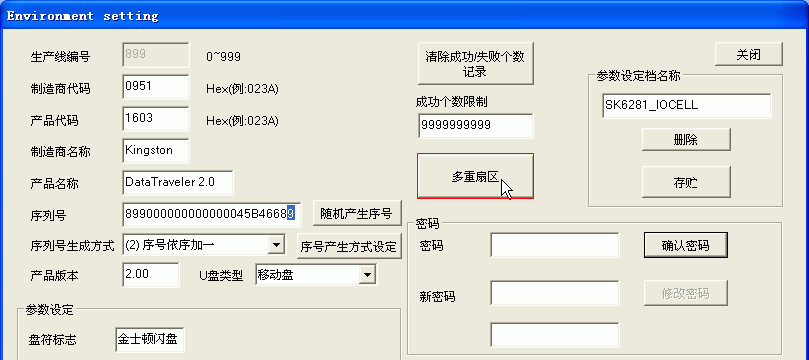 Environment setting
生产线编号 899 0~999
制造商代码 0951 Hex(例:023A)
产品代码 1603 Hex(例:023A)
制造商名称 Kingston
产品名称 DataTraveler 2.0
序列号 899000000000000045B46689 随机产生序号
序列号生成方式 (2) 序号依序加一 序号产生方式设定
产品版本 2.00 U盘类型 移动盘
参数设定
盘符标志 金士顿闪盘
清除成功/失败个数
记录
成功个数限制
9999999999
多重扇区
关闭
参数设定档名称
SK6281_IOCELL
删除
存贮
密码
密码 确认密码
新密码 修改密码